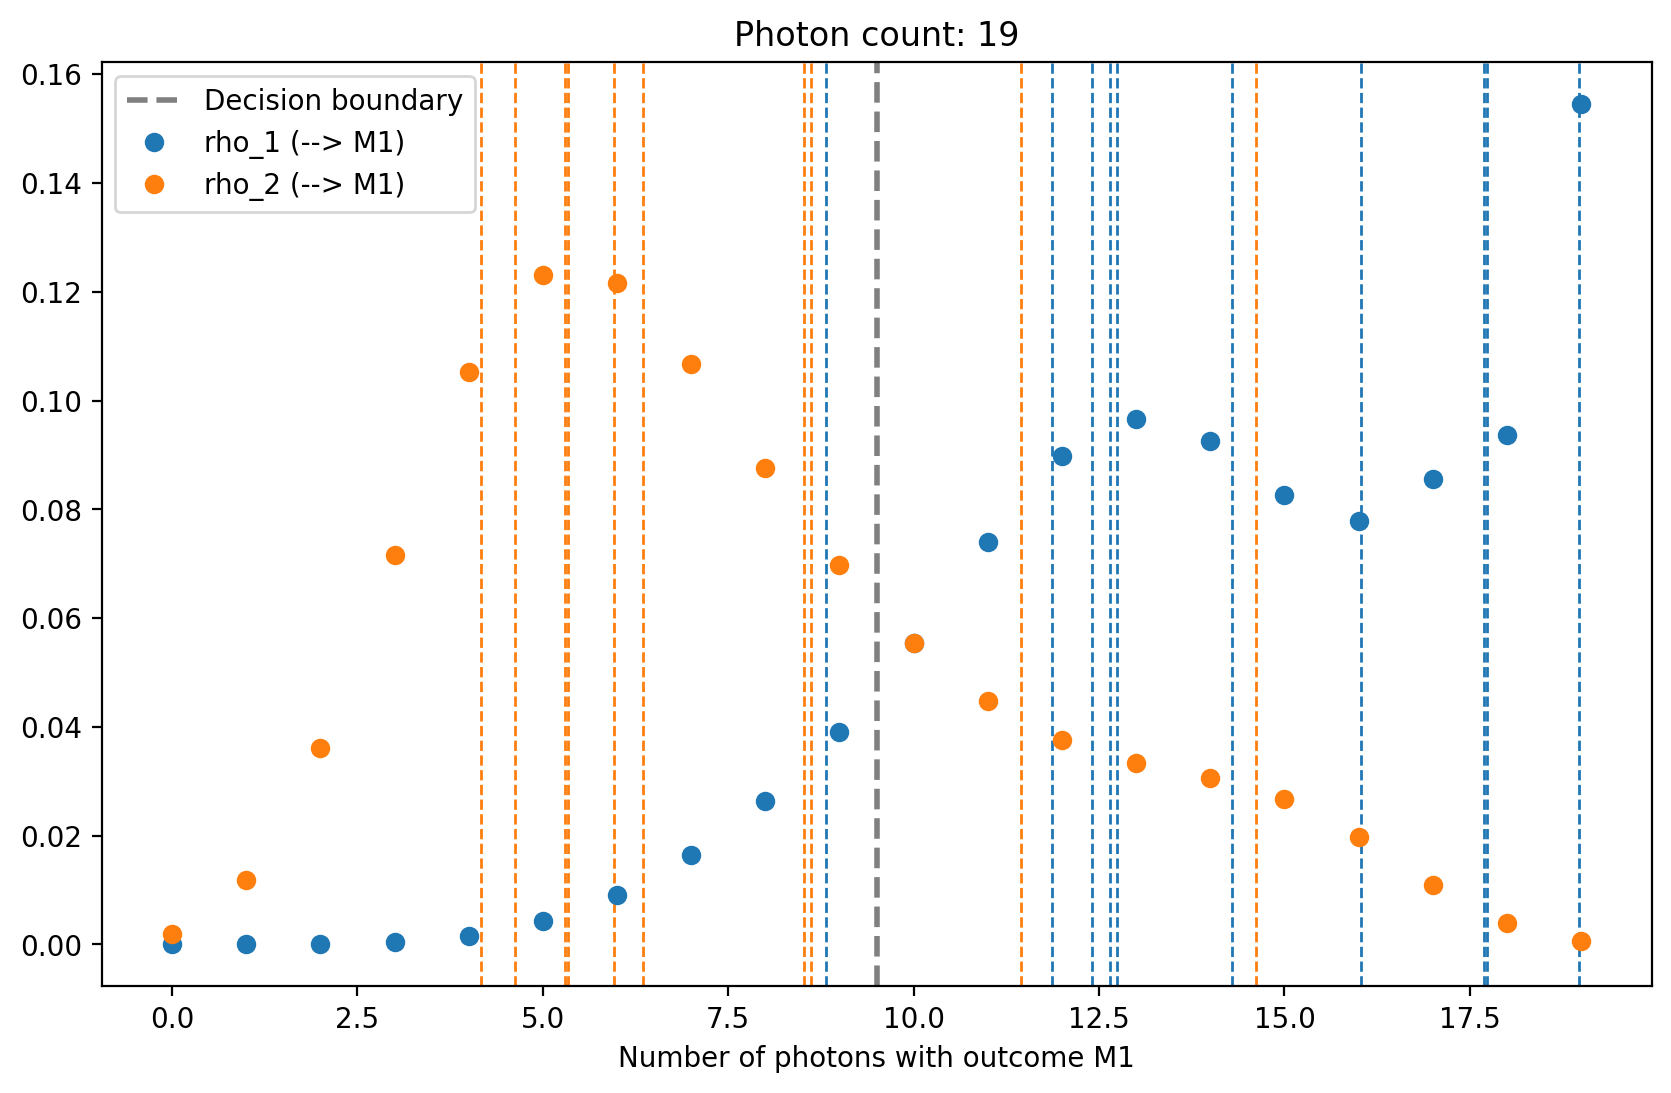 Photon count: 19
0.16
0.14
0.12
0.10
0.08
0.06
0.04
0.02
0.00
Decision boundary
rho_1 (--> M1)
rho_2 (--> M1)
0.0 2.5 5.0 7.5 10.0 12.5 15.0 17.5
Number of photons with outcome M1